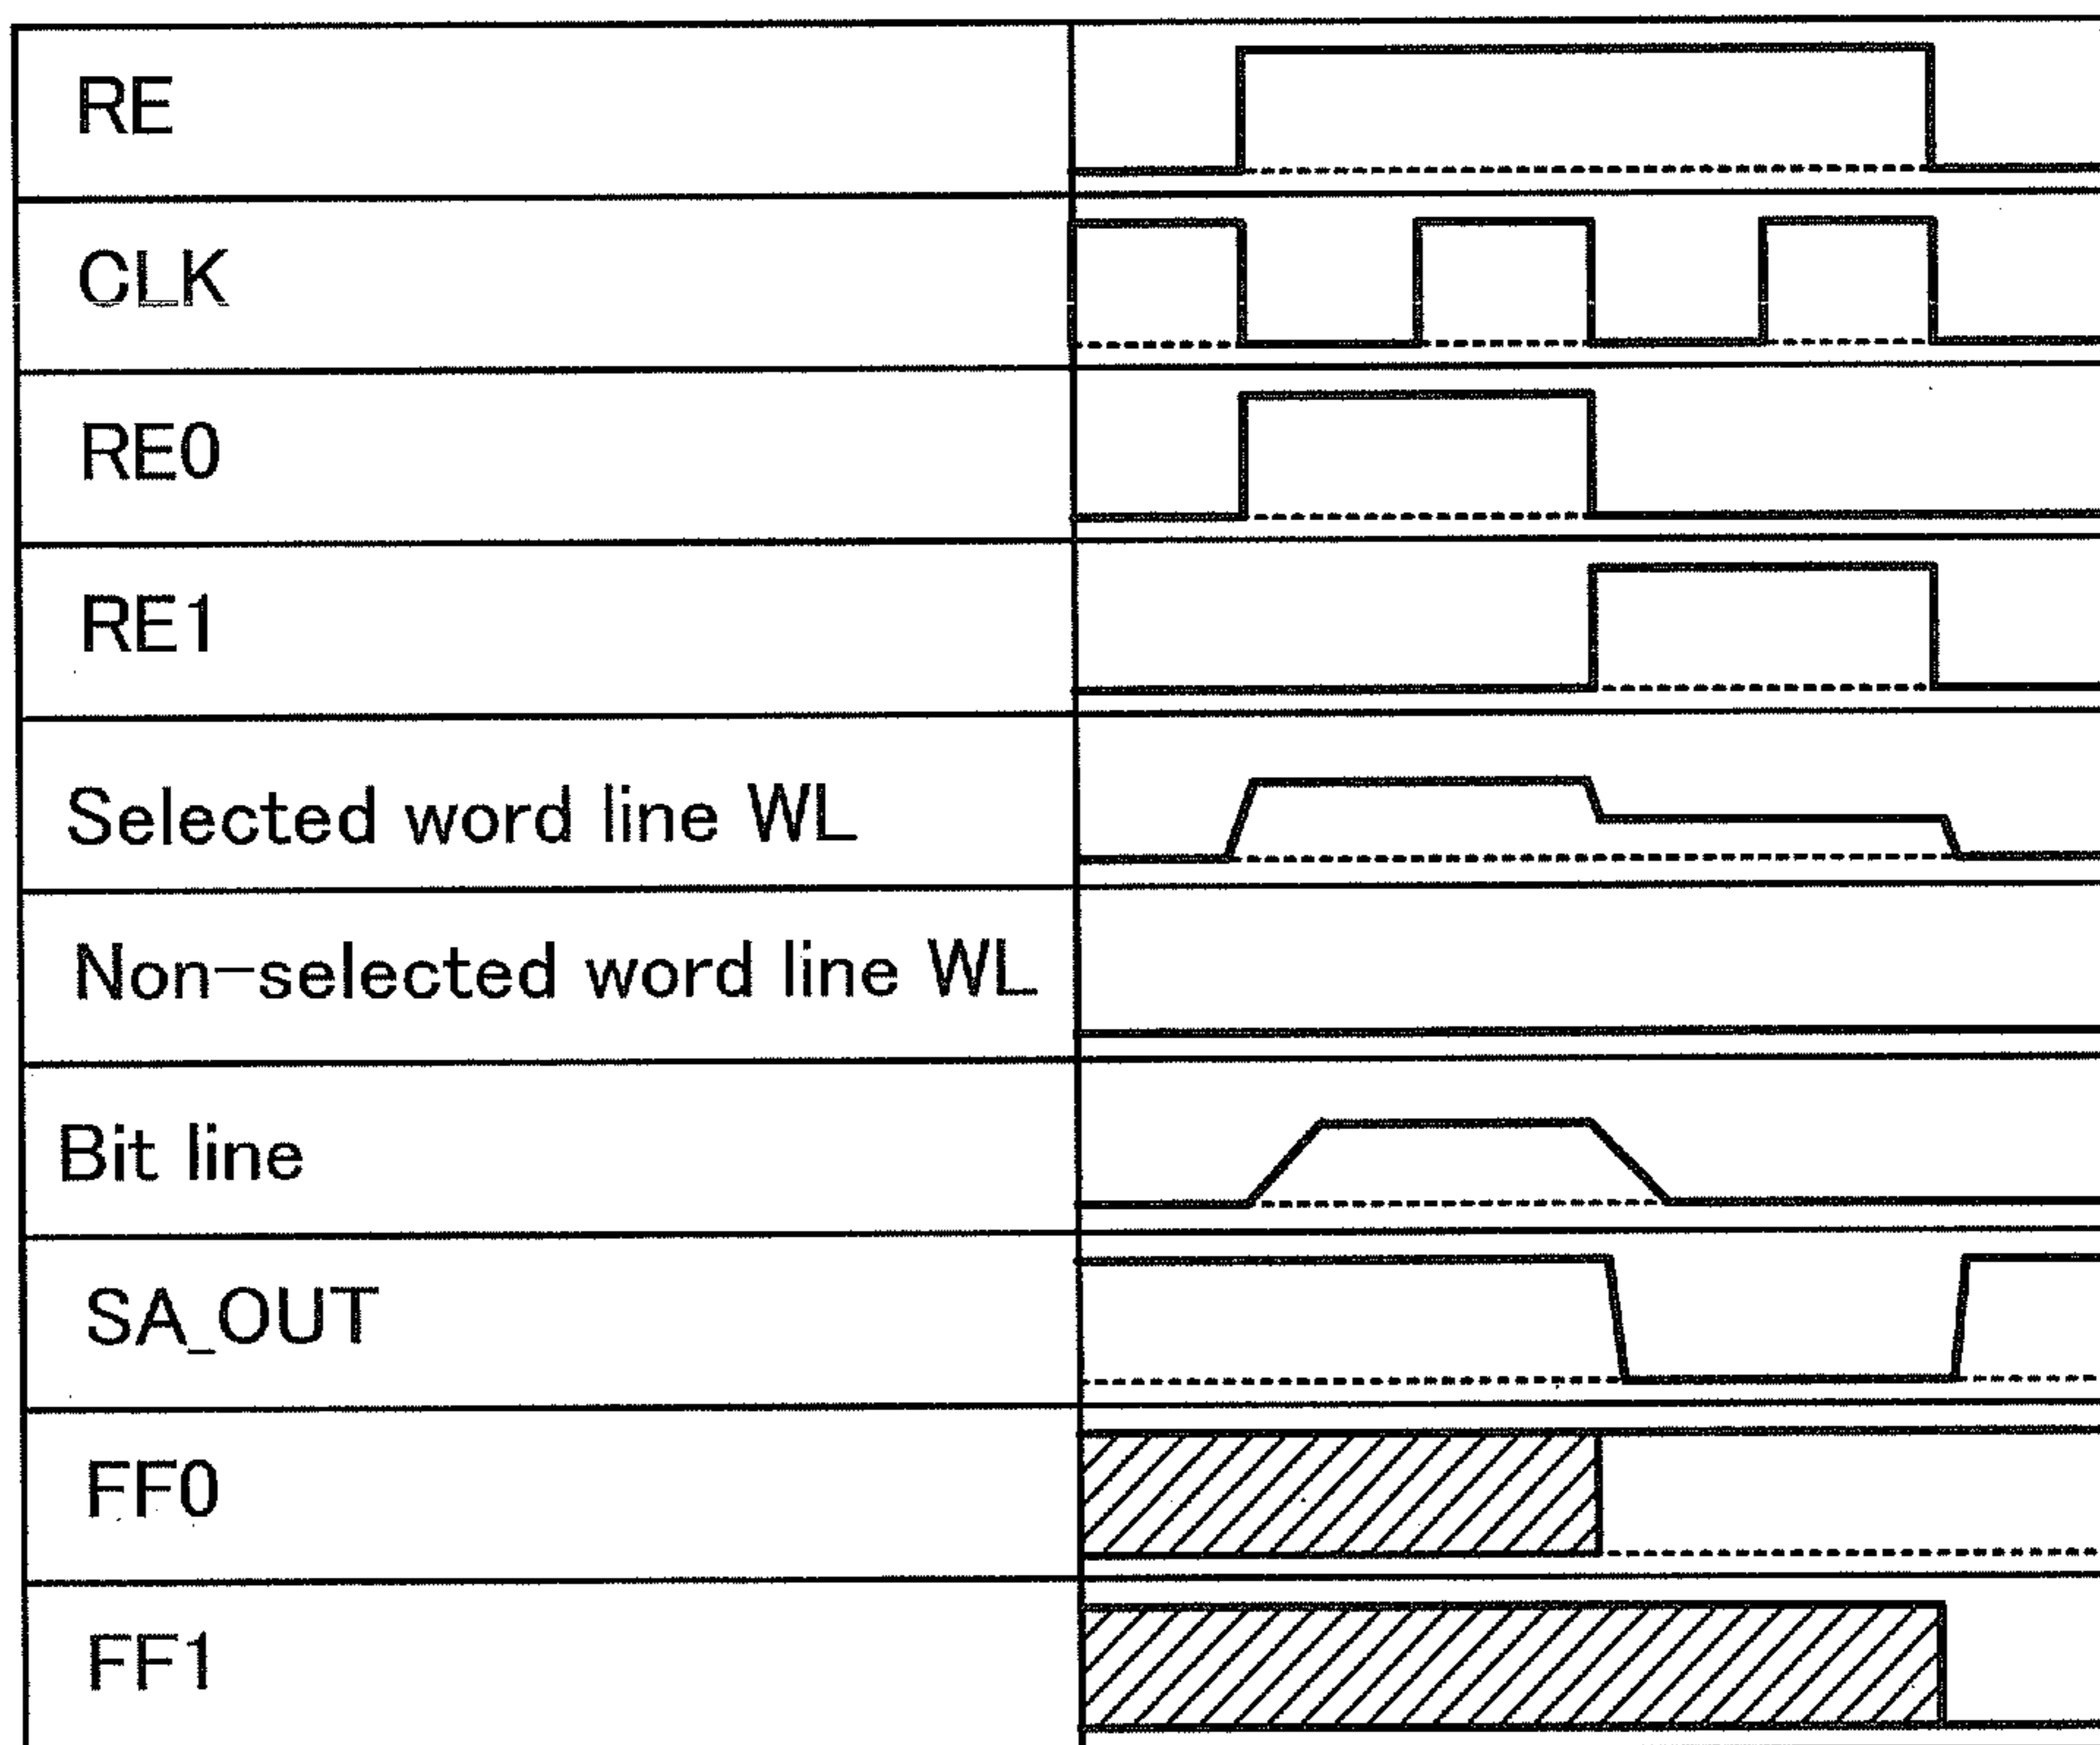 RE
CLK
RE0
RE1
Selected word line WL
Non-selected word line WL
Bit line
SA_OUT
FF0
FF1